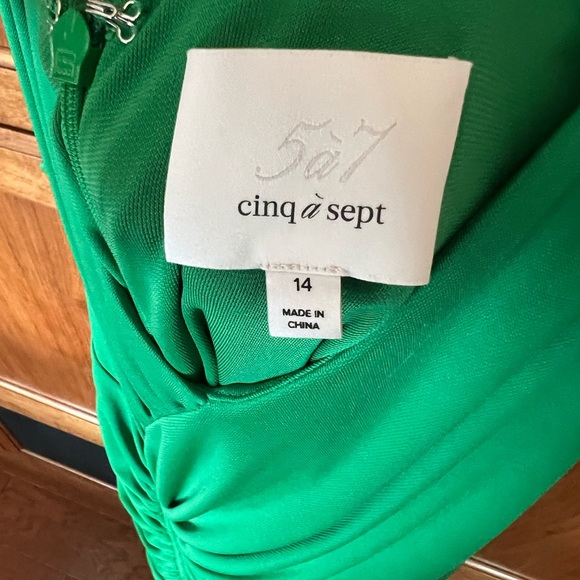 5à7
cinq à sept
14
MADE IN
CHINA